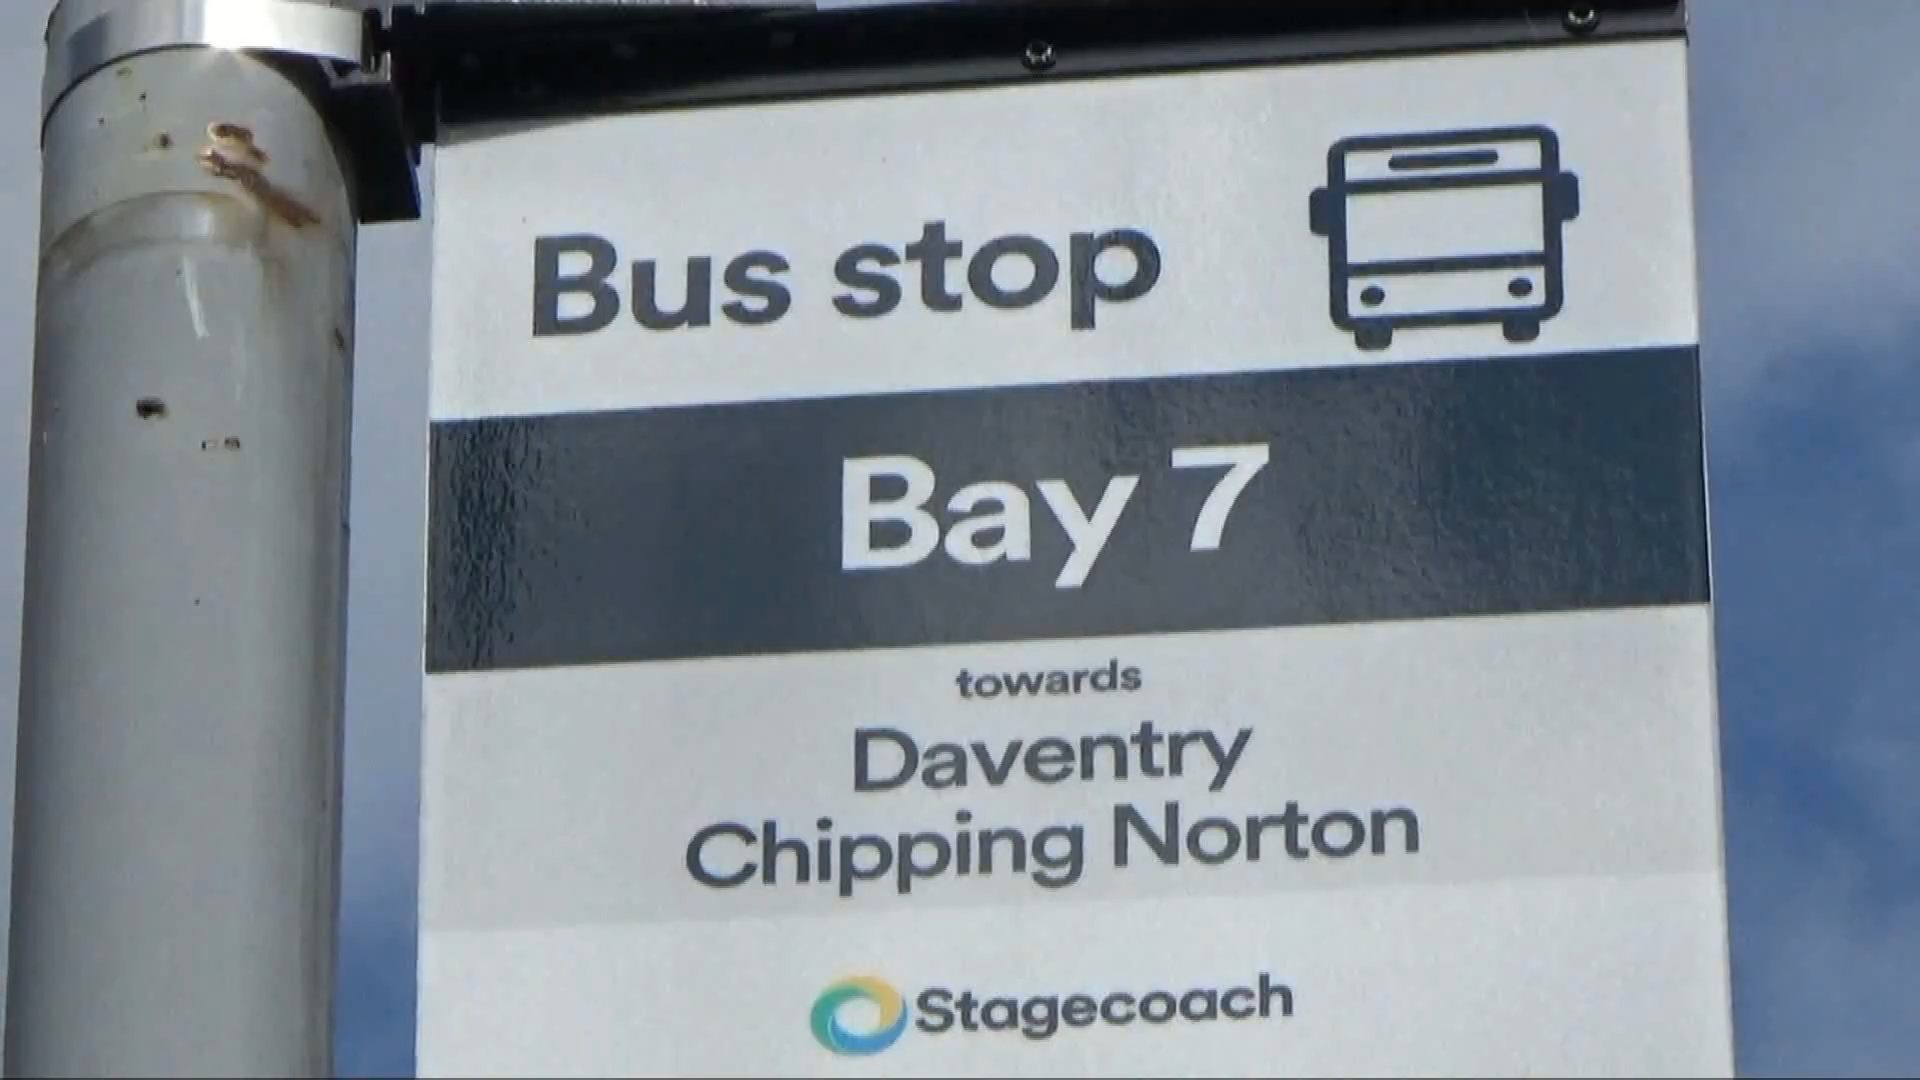 Bus stop
Bay 7
towards
Daventry
Chipping Norton
Stagecoach